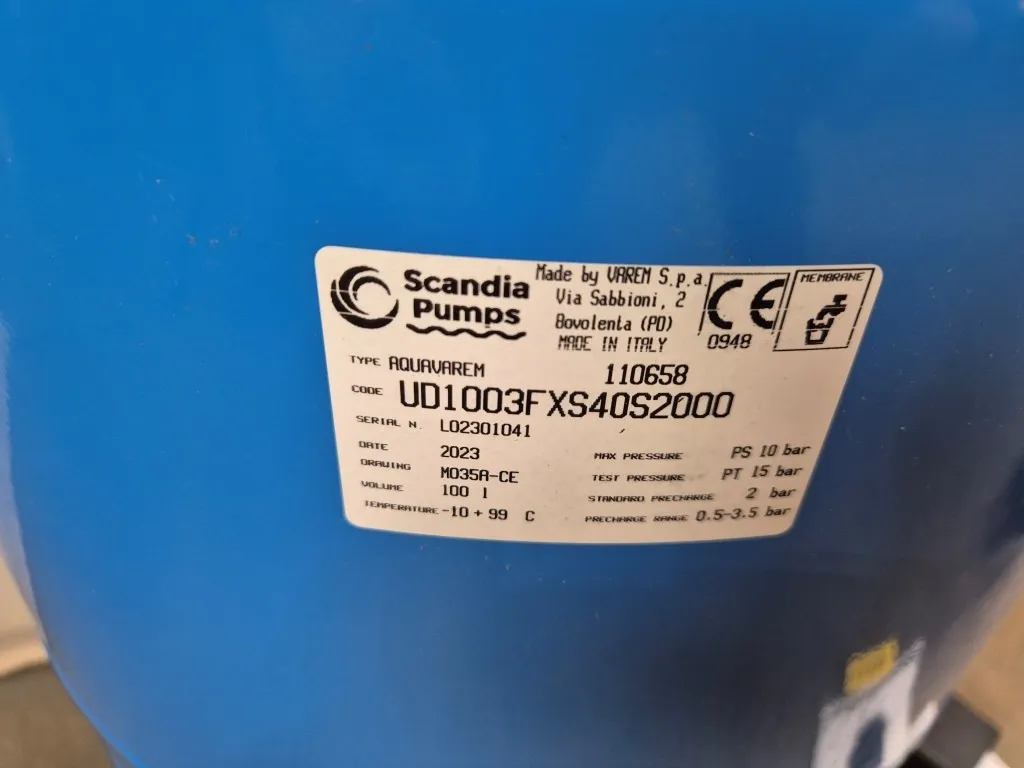 Scandia
Pumps
Made by VAREM S.p.a.
Via Sabbioni, 2
Bovolenta (PD)
MADE IN ITALY
CE
0948
MEMBRANE
TYPE AQUAVAREM
110658
CODE UD1003FXS40S2000
SERIAL N. L02301041
DATE 2023
DRAWING M035A-CE
VOLUME 100 l
TEMPERATURE -10 + 99 C
MAX PRESSURE PS 10 bar
TEST PRESSURE PT 15 bar
STANDARD PRECHARGE 2 bar
PRECHARGE RANGE 0.5-3.5 bar